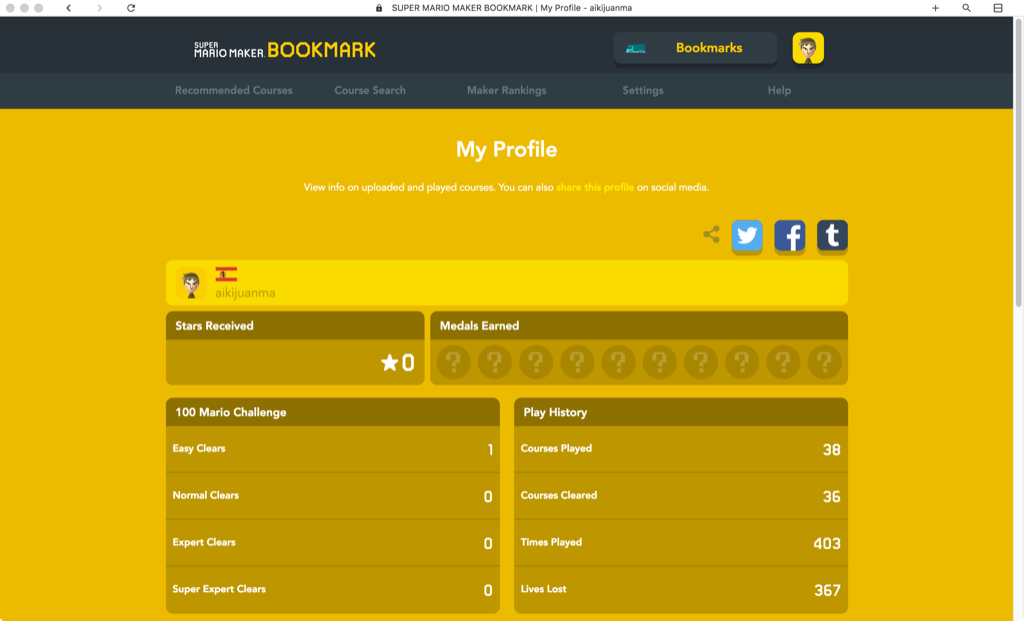 SUPER MARIO MAKER BOOKMARK | My Profile - aikijuanma
SUPER
MARIO MAKER BOOKMARK
Bookmarks
Recommended Courses Course Search Maker Rankings Settings Help
My Profile
View info on uploaded and played courses. You can also share this profile on social media.
aikijuanma
Stars Received
0
Medals Earned
? ? ? ? ? ? ? ? ? ?
100 Mario Challenge
Easy Clears 1
Normal Clears 0
Expert Clears 0
Super Expert Clears 0
Play History
Courses Played 38
Courses Cleared 36
Times Played 403
Lives Lost 367